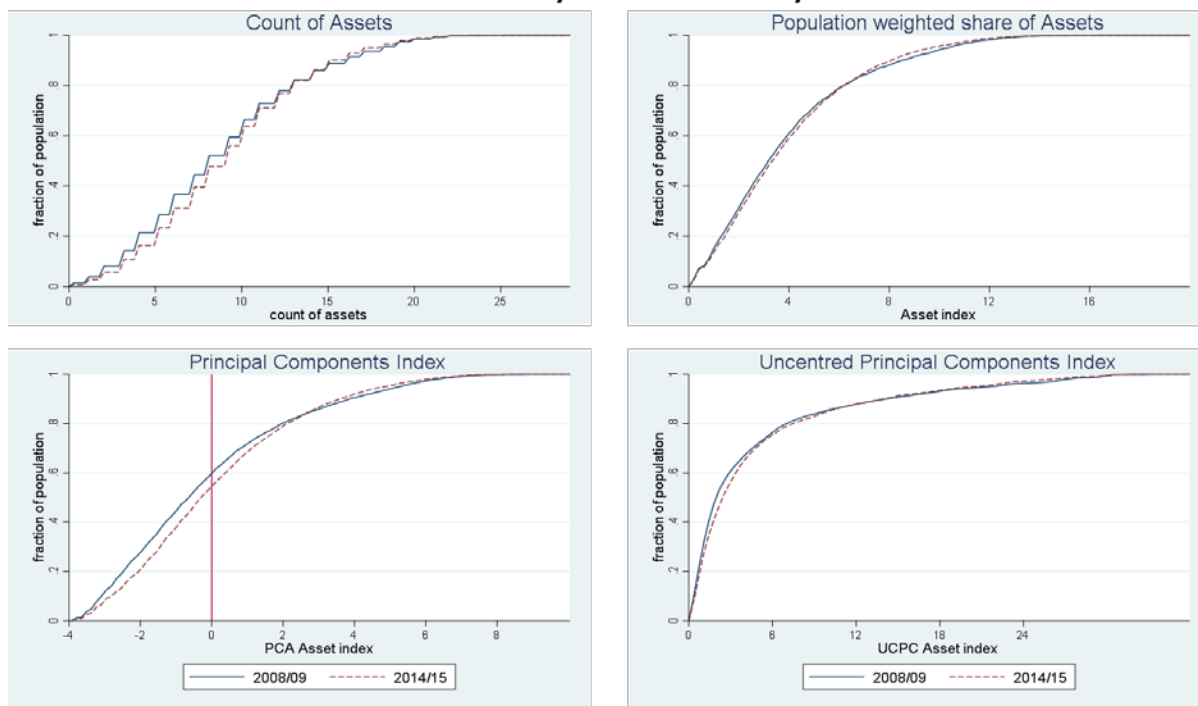 Count of Assets
fraction of population
0 .2 .4 .6 .8 1
0 5 10 15 20 25
count of assets
Population weighted share of Assets
fraction of population
0 .2 .4 .6 .8 1
0 4 8 12 16
Asset index
Principal Components Index
fraction of population
0 .2 .4 .6 .8 1
-4 -2 0 2 4 6 8
PCA Asset index
2008/09 2014/15
Uncentred Principal Components Index
fraction of population
0 .2 .4 .6 .8 1
0 6 12 18 24
UCPC Asset index
2008/09 2014/15